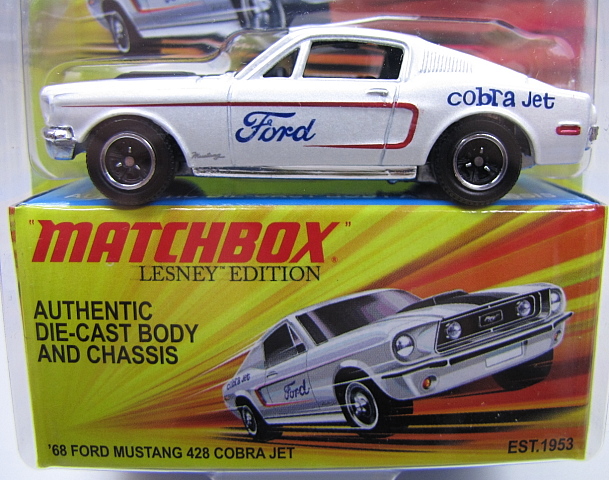 cobra Jet
Ford
"MATCHBOX"
LESNEY™ EDITION
AUTHENTIC
DIE-CAST BODY
AND CHASSIS
cobra Jet
Ford
'68 FORD MUSTANG 428 COBRA JET
EST.1953